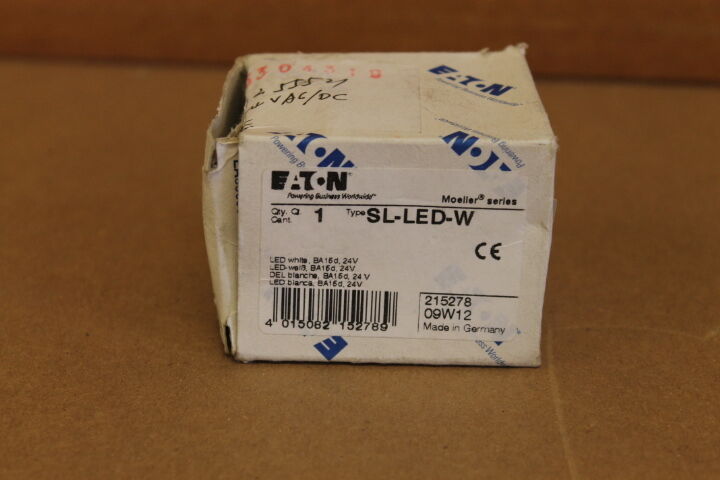 EATON
VAC/DC
EATON
Powering Business Worldwide™
Moeller® series
Qty. Q.
Cant.
1
Type SL-LED-W
CE
LED white, BA15d, 24V
LED-weiß, BA15d, 24V
DEL blanche, BA15d, 24 V
LED blanca, BA15d, 24V
4 015082 152789
215278
09W12
Made in Germany